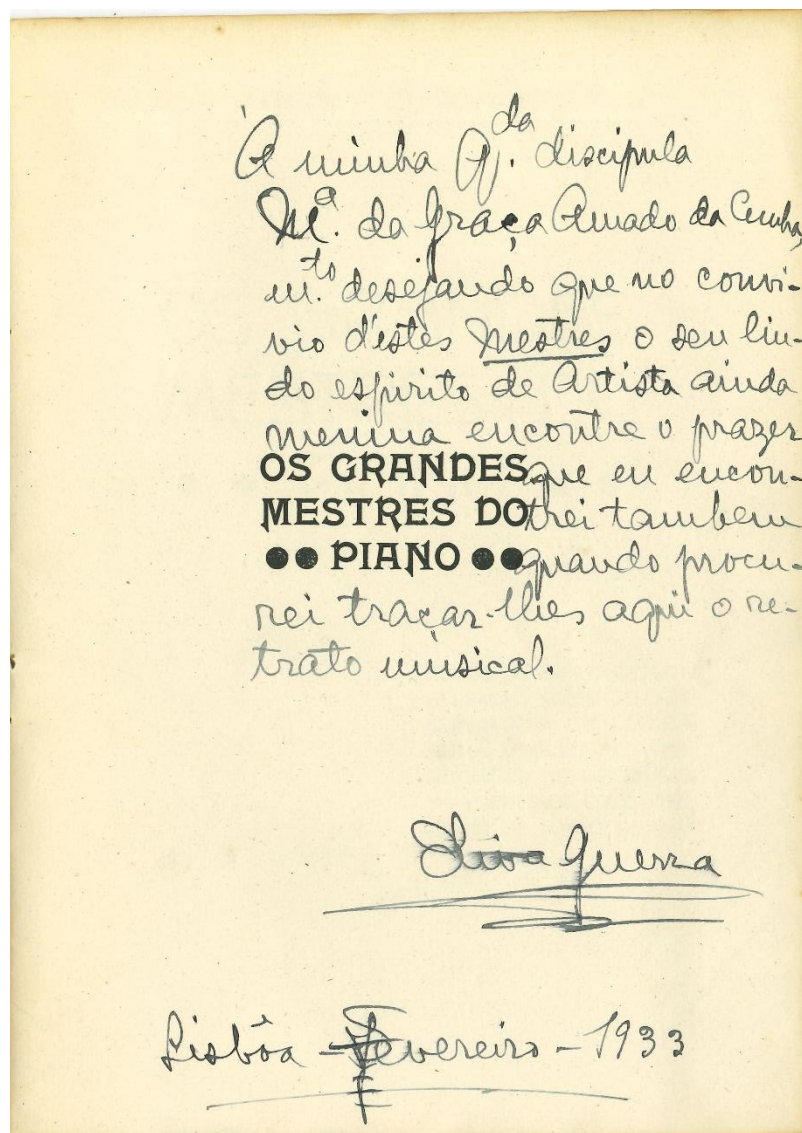 Á minha Q.da discipula
M.a da Graça Amado da Cunha,
m.to desejando que no convi-
vio d'estes Mestres o seu lin-
do espirito de Artista ainda
menina encontre o prazer
OS GRANDES que eu encon-
MESTRES DO trei tambem
●● PIANO ●● quando procu-
rei traçar-lhes aqui o re-
trato musical.
Oliva Guerra
Lisbôa - Fevereiro - 1933